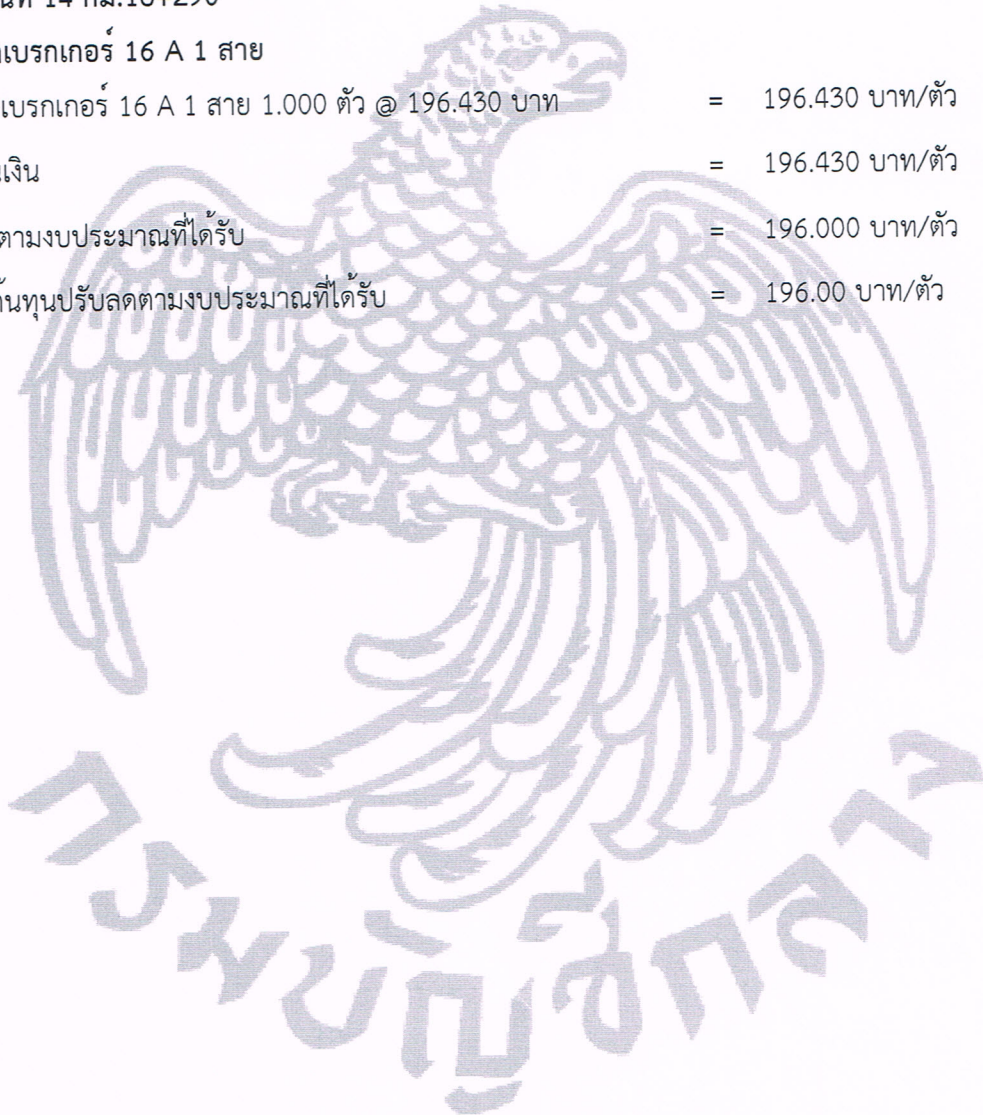 14 กม.
เบรกเกอร์ 16 A 1 สาย
เบรกเกอร์ 16 A 1 สาย 1.000 ตัว @ 196.430 บาท = 196.430 บาท/ตัว
เงิน = 196.430 บาท/ตัว
ตามงบประมาณที่ได้รับ = 196.000 บาท/ตัว
ต้นทุนปรับลดตามงบประมาณที่ได้รับ = 196.00 บาท/ตัว
กรมบัญชีกลาง